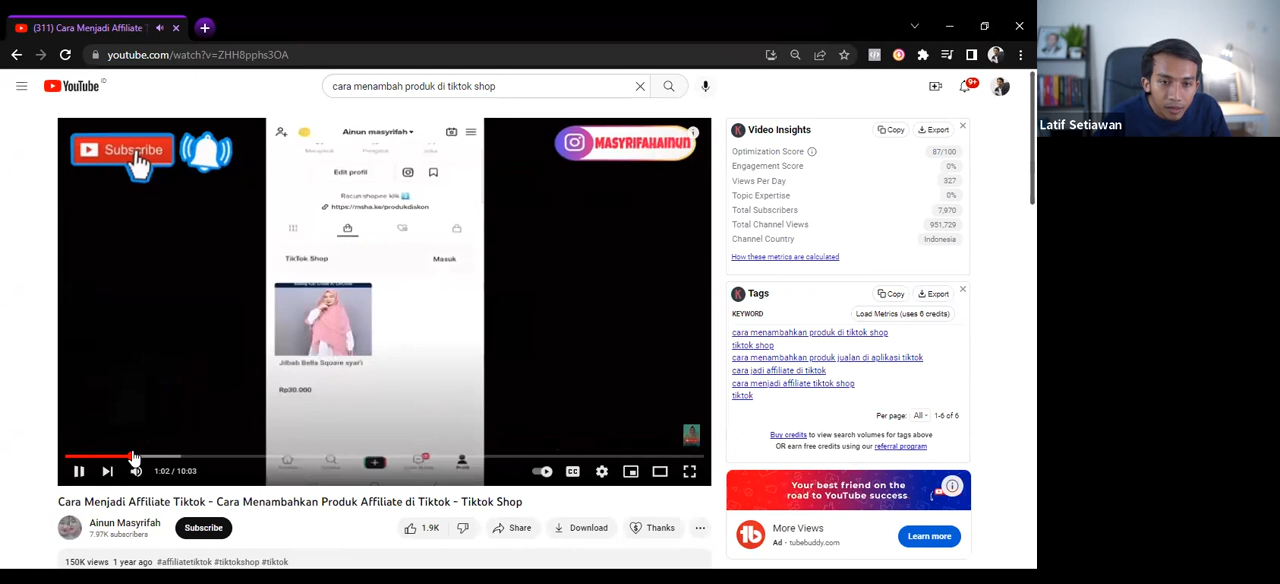 (311) Cara Menjadi Affiliate T
youtube.com/watch?v=ZHH8pphs3OA
YouTube ID
cara menambah produk di tiktok shop
9+
Latif Setiawan
Subscribe
Ainun masyrifah
MASYRIFAHAINUN
Edit profil
Racun shopee klik
https://msha.ke/produkdiskon
TikTok Shop
Masuk
Jilbab Bella Square syar'i
Rp30.000
1:02 / 10:03
Cara Menjadi Affiliate Tiktok - Cara Menambahkan Produk Affiliate di Tiktok - Tiktok Shop
Ainun Masyrifah
7.97K subscribers
Subscribe
1.9K
Share
Download
Thanks
150K views 1 year ago #affiliatetiktok #tiktokshop #tiktok
Video Insights
Copy
Export
Optimization Score 87/100
Engagement Score 0%
Views Per Day 327
Topic Expertise 0%
Total Subscribers 7,970
Total Channel Views 951,729
Channel Country Indonesia
How these metrics are calculated
Tags
Copy
Export
KEYWORD
Load Metrics (uses 6 credits)
cara menambahkan produk di tiktok shop
tiktok shop
cara menambahkan produk jualan di aplikasi tiktok
cara jadi affiliate di tiktok
cara menjadi affiliate tiktok shop
tiktok
Per page: All 1-6 of 6
Buy credits to view search volumes for tags above
OR earn free credits using our referral program
Your best friend on the
road to YouTube success
More Views
Ad · tubebuddy.com
Learn more